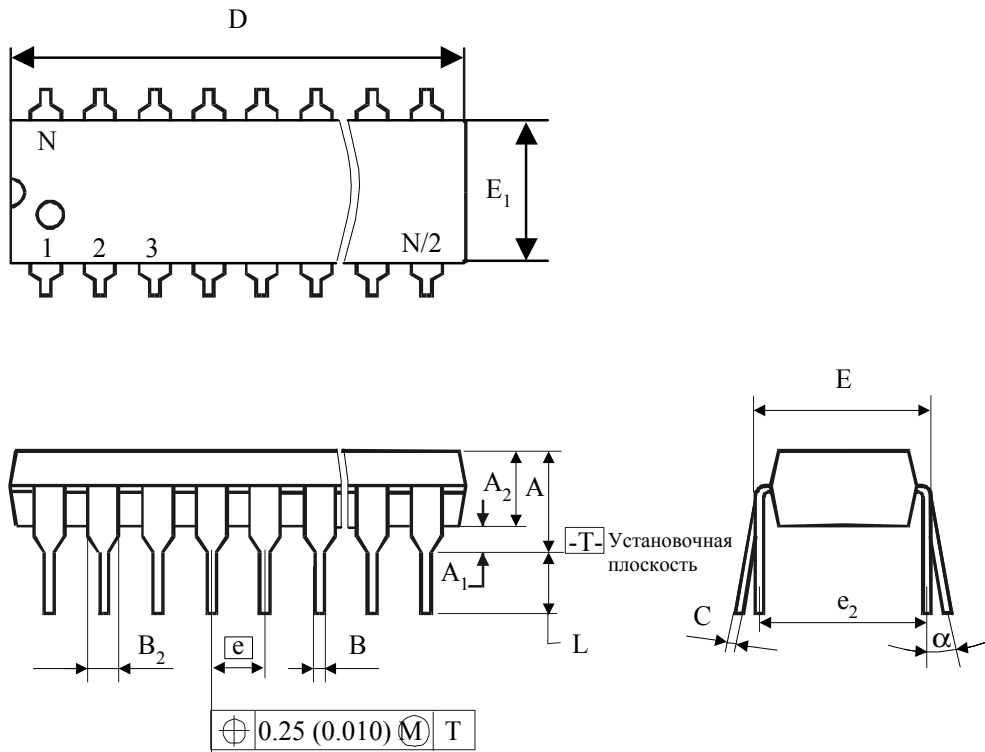 D
N
E₁
1 2 3 N/2
E
A₂ A
-T- Установочная
плоскость
A₁
C e₂ α
B₂ e B L
⌖ 0.25 (0.010) Ⓜ T